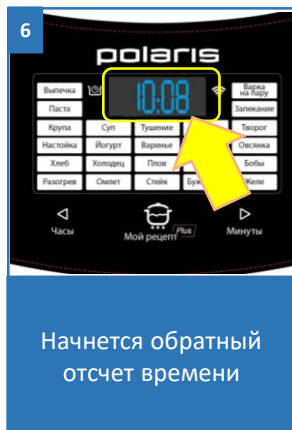 6
polaris
10:08
Выпечка
Варка на пару
Паста
Запекание
Крупа Суп Тушение Творог
Настойка Йогурт Варенье Овсянка
Хлеб Холодец Плов Бобы
Разогрев Омлет Стейк Желе
Часы Мой рецепт Plus Минуты
Начнется обратный
отсчет времени